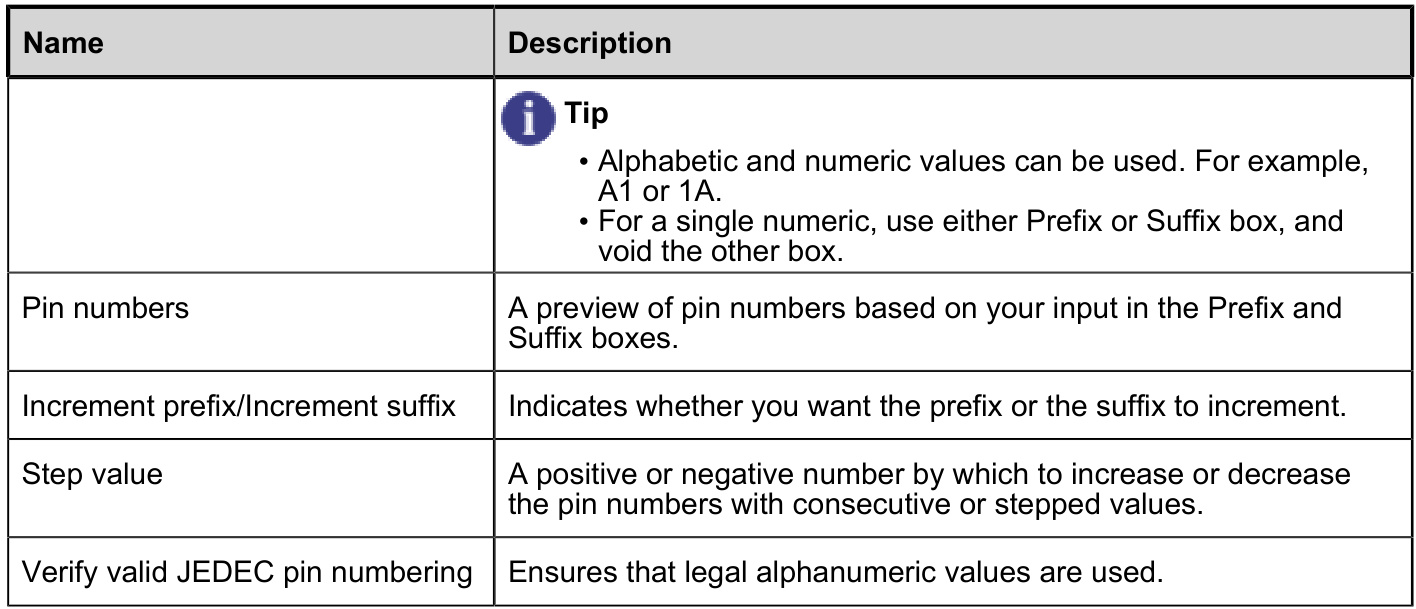 Name Description
Tip
• Alphabetic and numeric values can be used. For example,
A1 or 1A.
• For a single numeric, use either Prefix or Suffix box, and
void the other box.
Pin numbers A preview of pin numbers based on your input in the Prefix and
Suffix boxes.
Increment prefix/Increment suffix Indicates whether you want the prefix or the suffix to increment.
Step value A positive or negative number by which to increase or decrease
the pin numbers with consecutive or stepped values.
Verify valid JEDEC pin numbering Ensures that legal alphanumeric values are used.